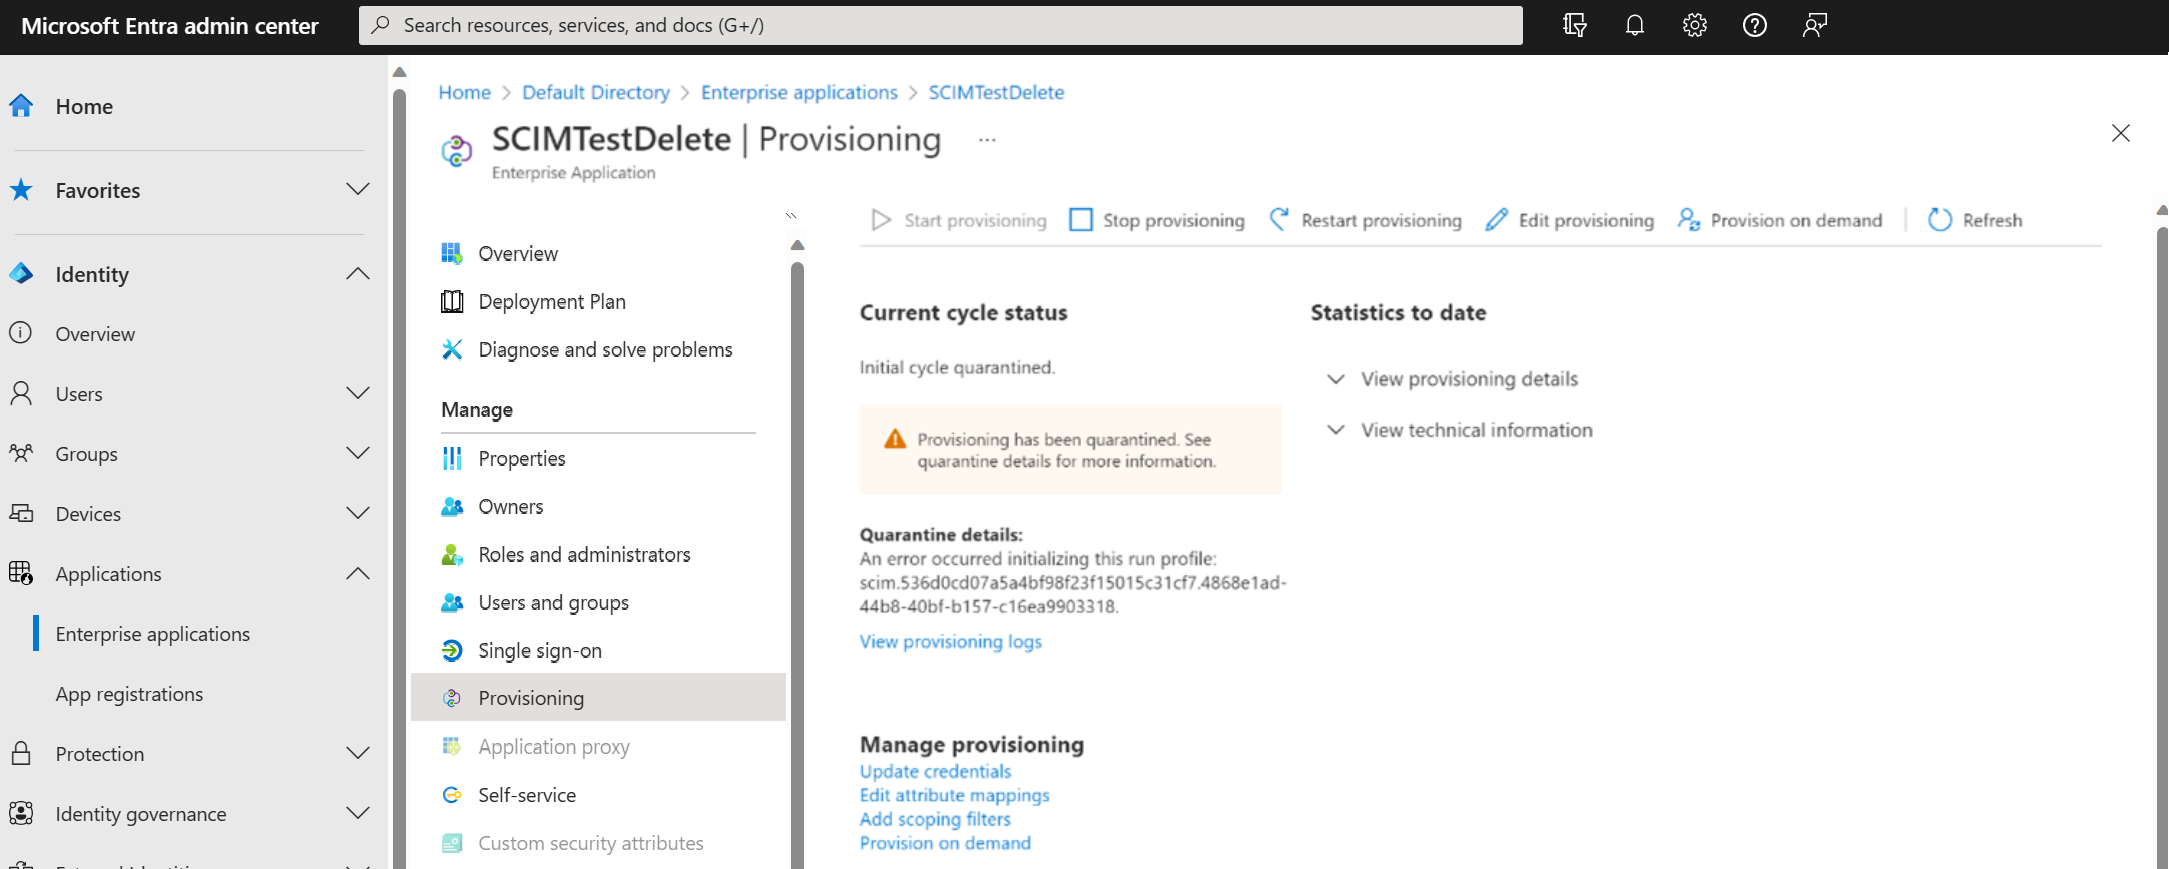 Microsoft Entra admin center
Search resources, services, and docs (G+/)
Home
Favorites
Identity
Overview
Users
Groups
Devices
Applications
Enterprise applications
App registrations
Protection
Identity governance
Home > Default Directory > Enterprise applications > SCIMTestDelete
SCIMTestDelete | Provisioning ...
Enterprise Application
Overview
Deployment Plan
Diagnose and solve problems
Manage
Properties
Owners
Roles and administrators
Users and groups
Single sign-on
Provisioning
Application proxy
Self-service
Custom security attributes
Start provisioning Stop provisioning Restart provisioning Edit provisioning Provision on demand | Refresh
Current cycle status
Initial cycle quarantined.
Provisioning has been quarantined. See
quarantine details for more information.
Quarantine details:
An error occurred initializing this run profile:
scim.536d0cd07a5a4bf98f23f15015c31cf7.4868e1ad-
44b8-40bf-b157-c16ea9903318.
View provisioning logs
Manage provisioning
Update credentials
Edit attribute mappings
Add scoping filters
Provision on demand
Statistics to date
View provisioning details
View technical information